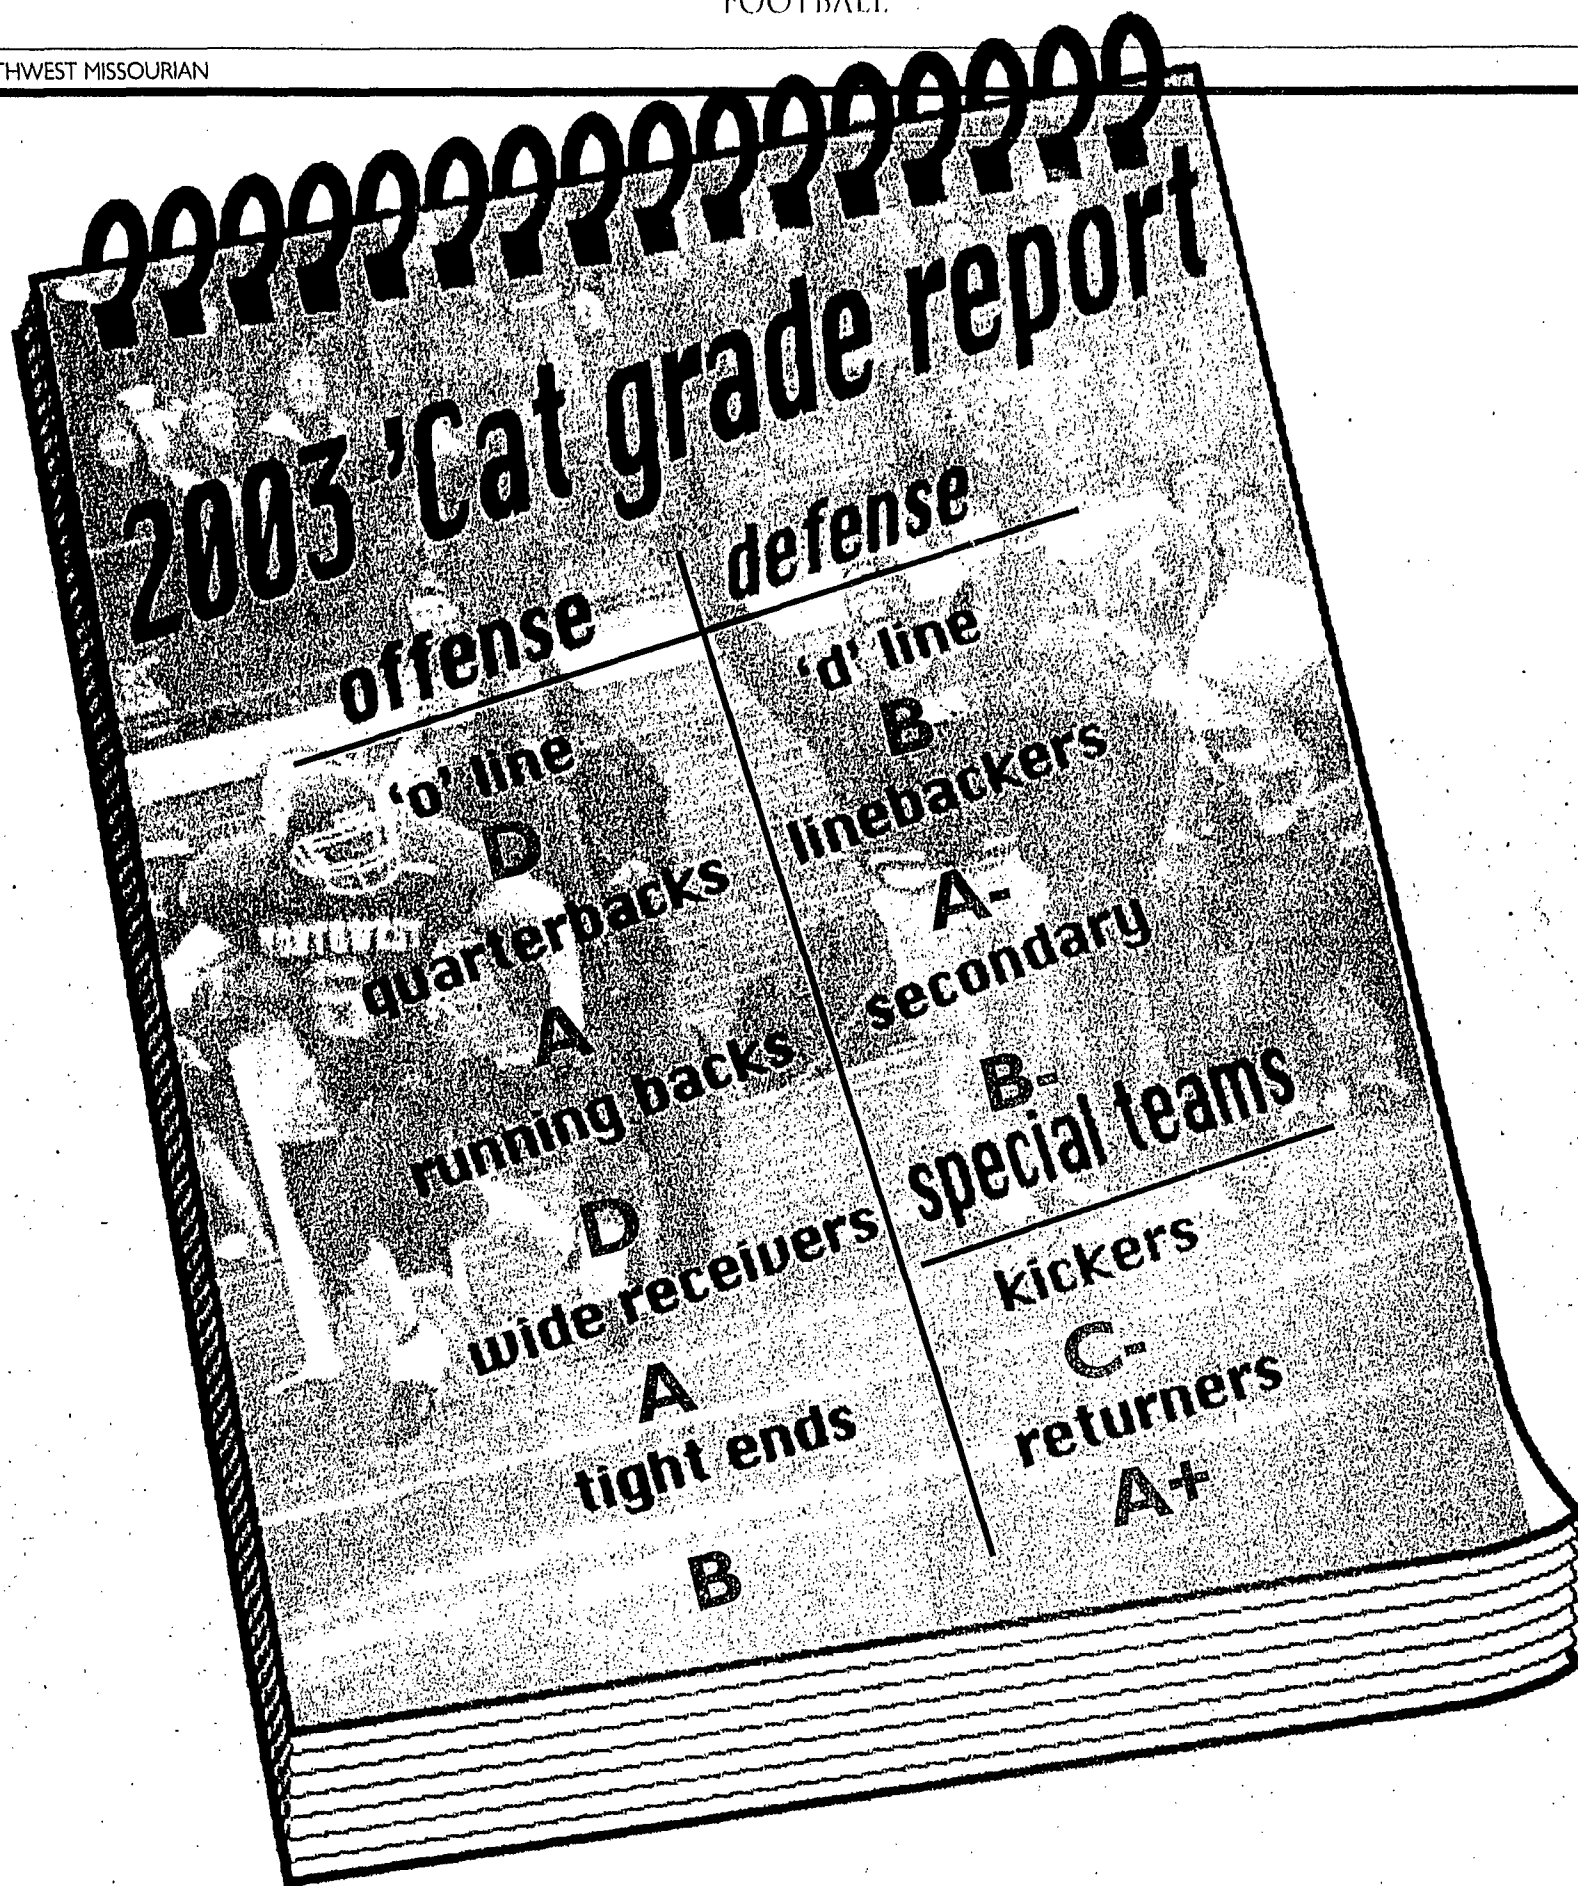 FOOTBALL
THWEST MISSOURIAN
2003 'Cat grade report
offense
'o' line
D
quarterbacks
A
running backs
D
wide receivers
A
tight ends
B
defense
'd' line
B-
linebackers
A-
secondary
B-
special teams
kickers
C-
returners
A+
NORTHWEST